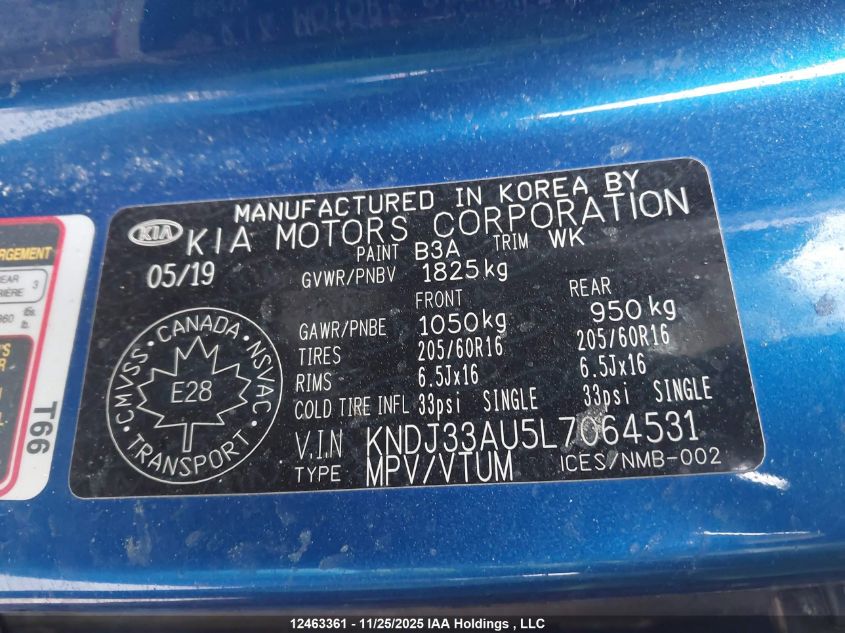 MANUFACTURED IN KOREA BY
KIA KIA MOTORS CORPORATION
PAINT B3A TRIM WK
05/19 GVWR/PNBV 1825kg
FRONT REAR
GAWR/PNBE 1050kg 950kg
TIRES 205/60R16 205/60R16
RIMS 6.5Jx16 6.5Jx16
COLD TIRE INFL 33psi SINGLE 33psi SINGLE
V.I.N KNDJ33AU5L7064531
TYPE MPV/VTUM ICES/NMB-002
CMVSS · CANADA · NSVAC · TRANSPORT ·
E28
T66
12463361 - 11/25/2025 IAA Holdings , LLC